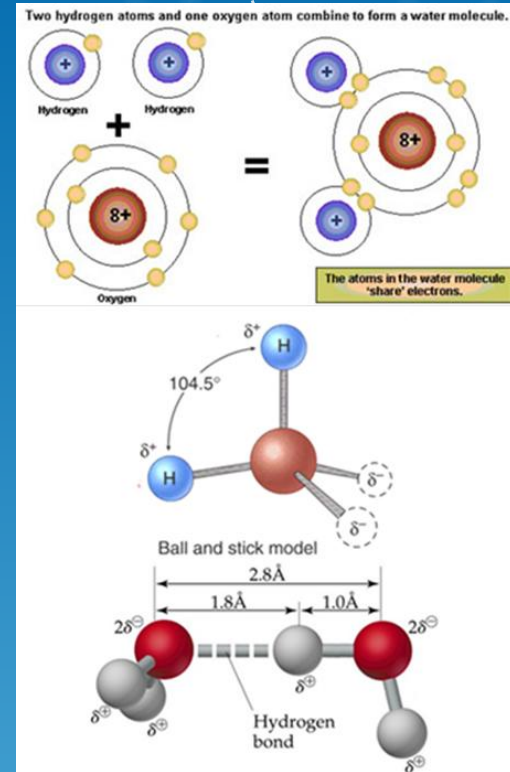 Two hydrogen atoms and one oxygen atom combine to form a water molecule.
+ +
Hydrogen Hydrogen
+
8+
Oxygen
=
+
8+
+
The atoms in the water molecule
'share' electrons.
δ+
H
104.5°
δ+
H
δ−
δ−
Ball and stick model
2.8Å
1.8Å 1.0Å
2δ⊖ 2δ⊖
δ⊕
δ⊕
δ⊕
Hydrogen
bond
δ⊕